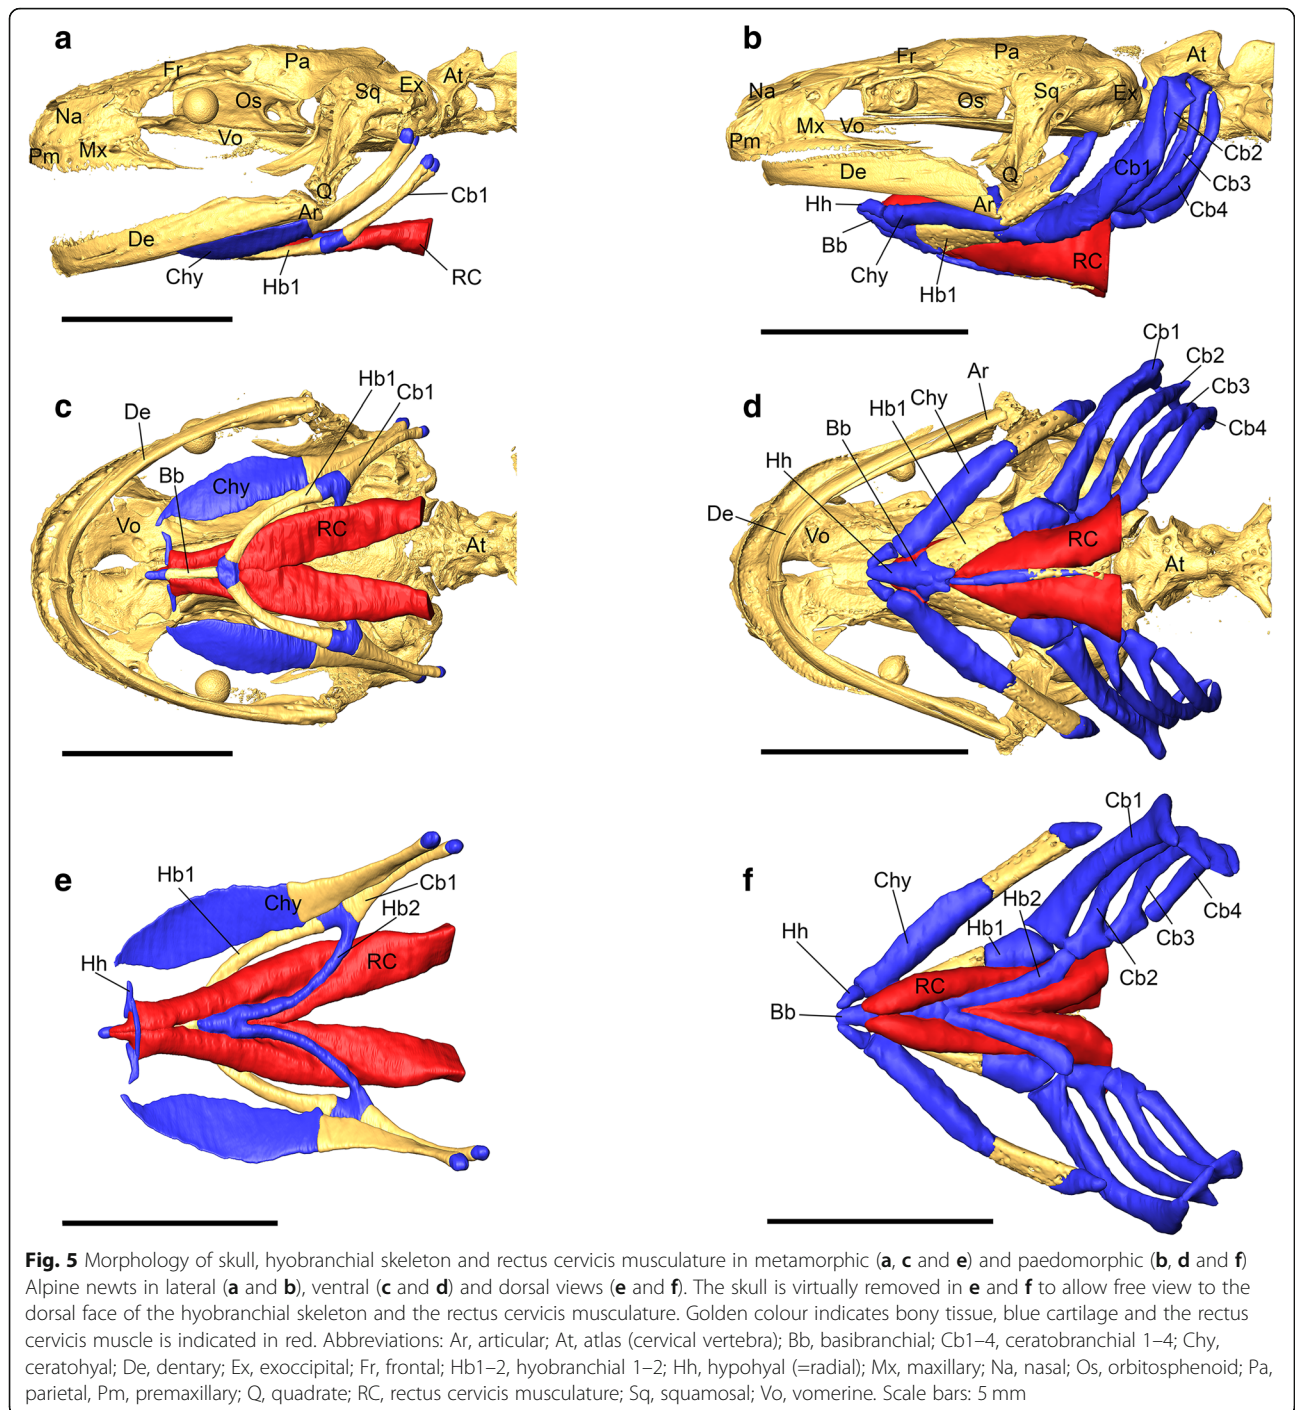 a
Fr
Pa
Ex
At
Sq
Na
Os
Vo
Mx
Pm
Q
Ar
Cb1
De
Chy
Hb1
RC
b
Fr
Pa
At
Na
Sq
Ex
Os
Mx
Vo
Pm
Cb2
Cb1
De
Q
Cb3
Hh
Ar
Cb4
Bb
Chy
RC
Hb1
c
Hb1
De
Cb1
Bb
Chy
Vo
RC
At
d
Cb1
Cb2
Ar
Cb3
Chy
Hb1
Cb4
Bb
Hh
De
Vo
RC
At
e
Hb1
Chy
Cb1
Hb2
RC
Hh
f
Cb1
Chy
Hb2
Cb4
Hb1
Cb3
Hh
Cb2
RC
Bb
Fig. 5 Morphology of skull, hyobranchial skeleton and rectus cervicis musculature in metamorphic (a, c and e) and paedomorphic (b, d and f)
Alpine newts in lateral (a and b), ventral (c and d) and dorsal views (e and f). The skull is virtually removed in e and f to allow free view to the
dorsal face of the hyobranchial skeleton and the rectus cervicis musculature. Golden colour indicates bony tissue, blue cartilage and the rectus
cervicis muscle is indicated in red. Abbreviations: Ar, articular; At, atlas (cervical vertebra); Bb, basibranchial; Cb1–4, ceratobranchial 1–4; Chy,
ceratohyal; De, dentary; Ex, exoccipital; Fr, frontal; Hb1–2, hyobranchial 1–2; Hh, hypohyal (=radial); Mx, maxillary; Na, nasal; Os, orbitosphenoid; Pa,
parietal, Pm, premaxillary; Q, quadrate; RC, rectus cervicis musculature; Sq, squamosal; Vo, vomerine. Scale bars: 5 mm